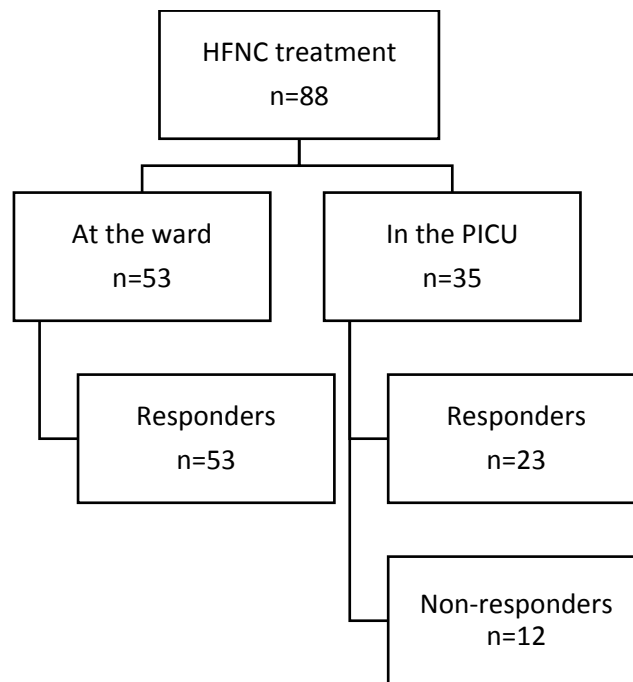 HFNC treatment
n=88
At the ward
n=53
In the PICU
n=35
Responders
n=53
Responders
n=23
Non-responders
n=12